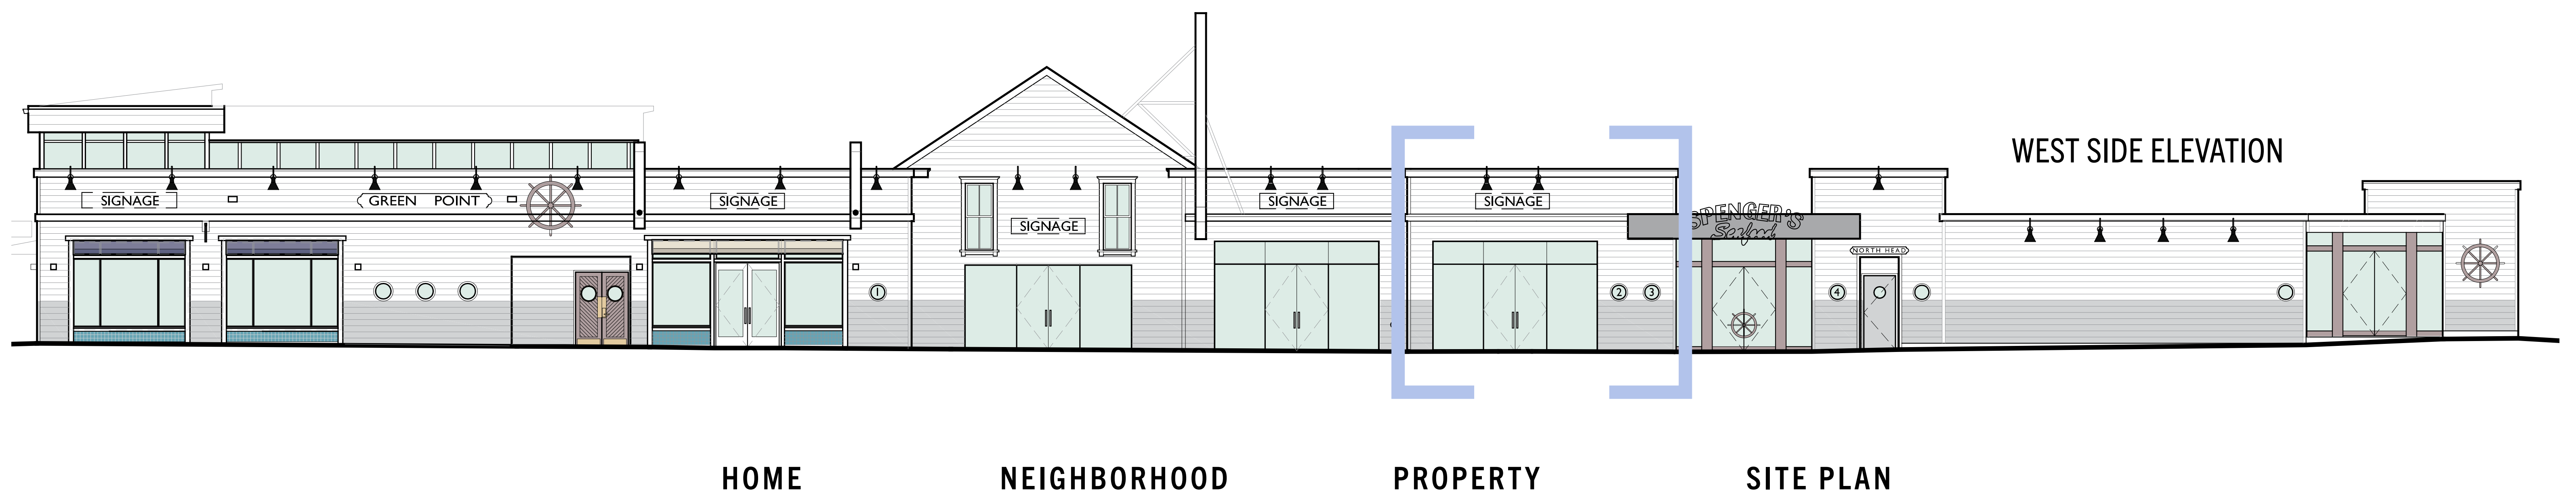 WEST SIDE ELEVATION
SIGNAGE
GREEN POINT
SIGNAGE
SIGNAGE
SIGNAGE
SIGNAGE
SPENGER'S
Seafood
NORTH HEAD
1
2
3
4
HOME
NEIGHBORHOOD
PROPERTY
SITE PLAN